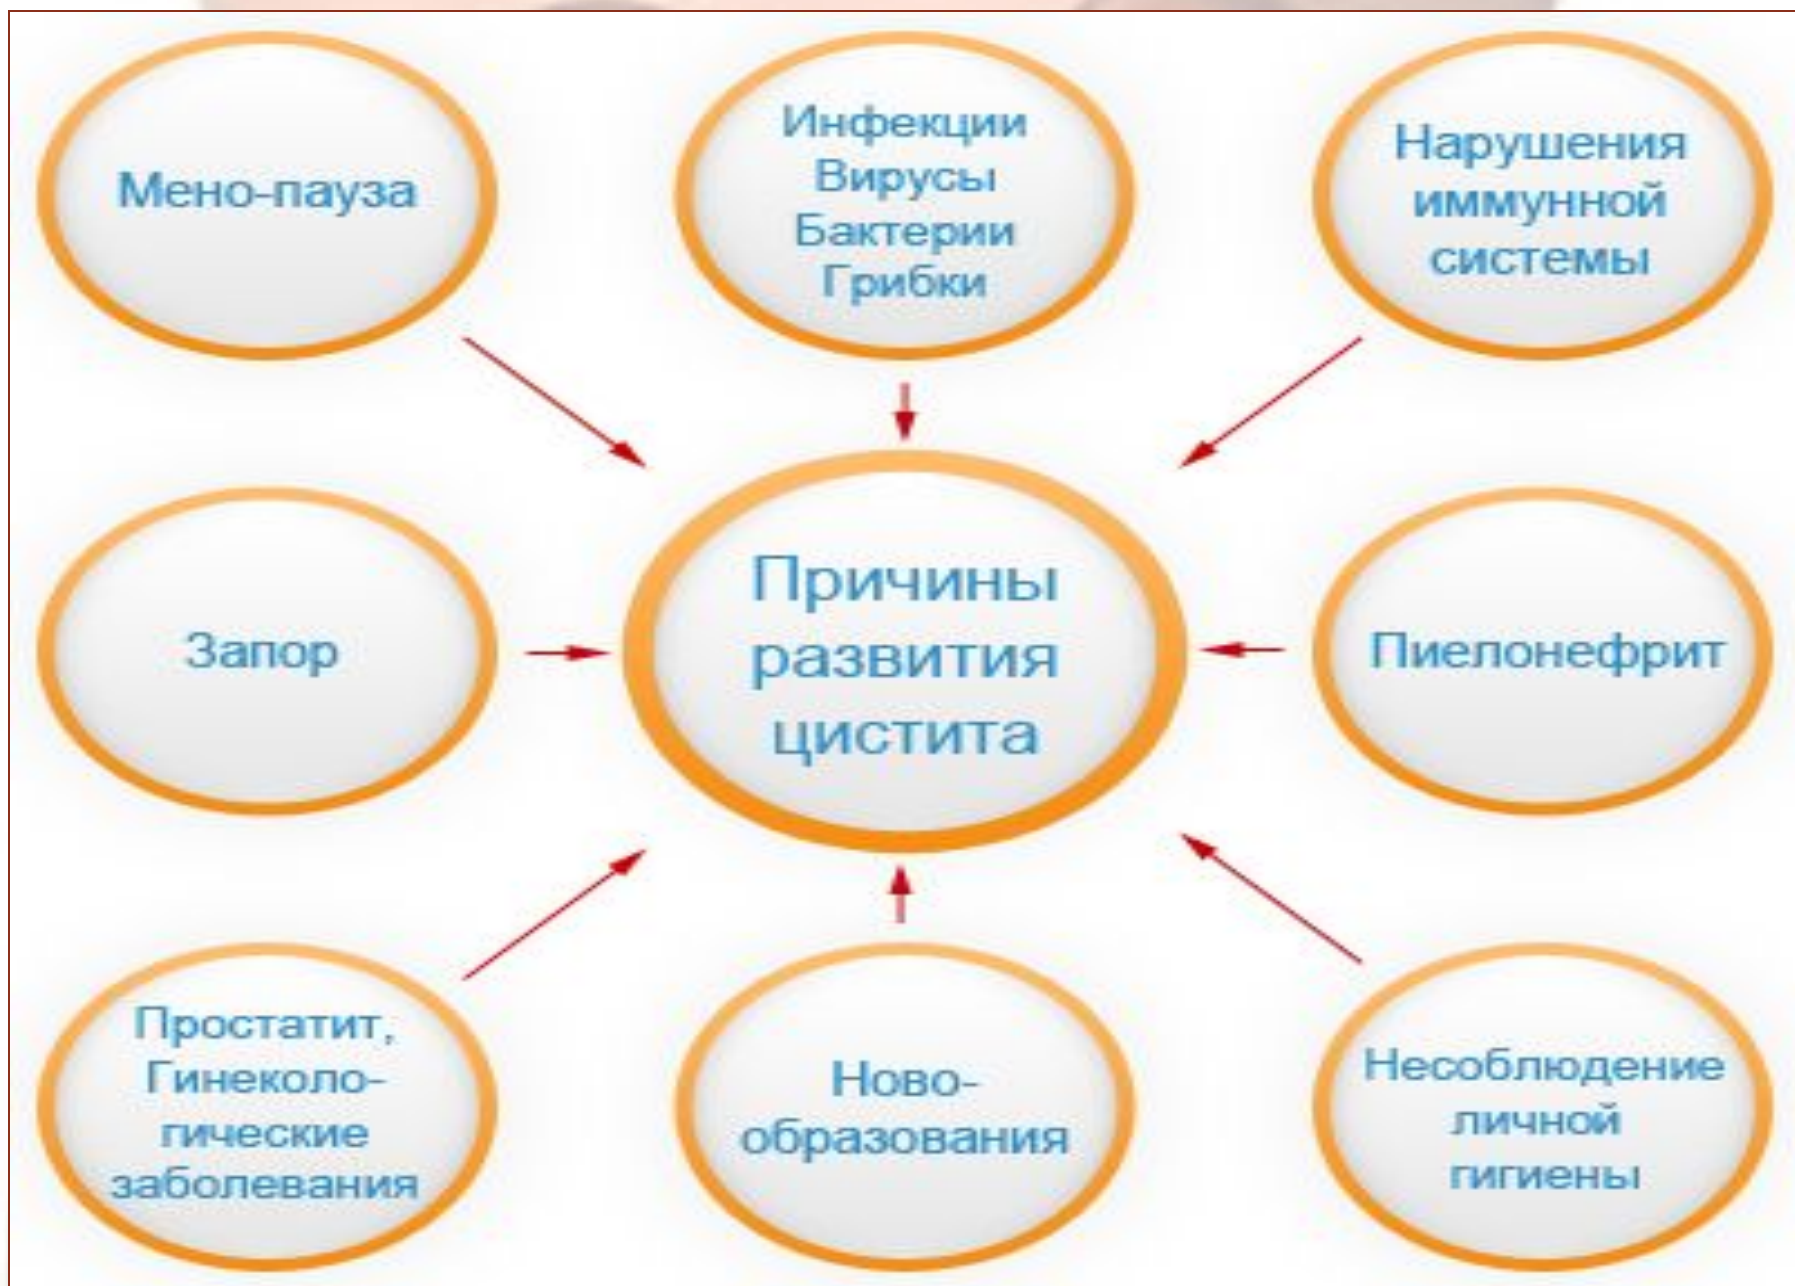 Мено-пауза
Инфекции
Вирусы
Бактерии
Грибки
Нарушения
иммунной
системы
Запор
Причины
развития
цистита
Пиелонефрит
Простатит,
Гинеколо-
гические
заболевания
Ново-
образования
Несоблюдение
личной
гигиены